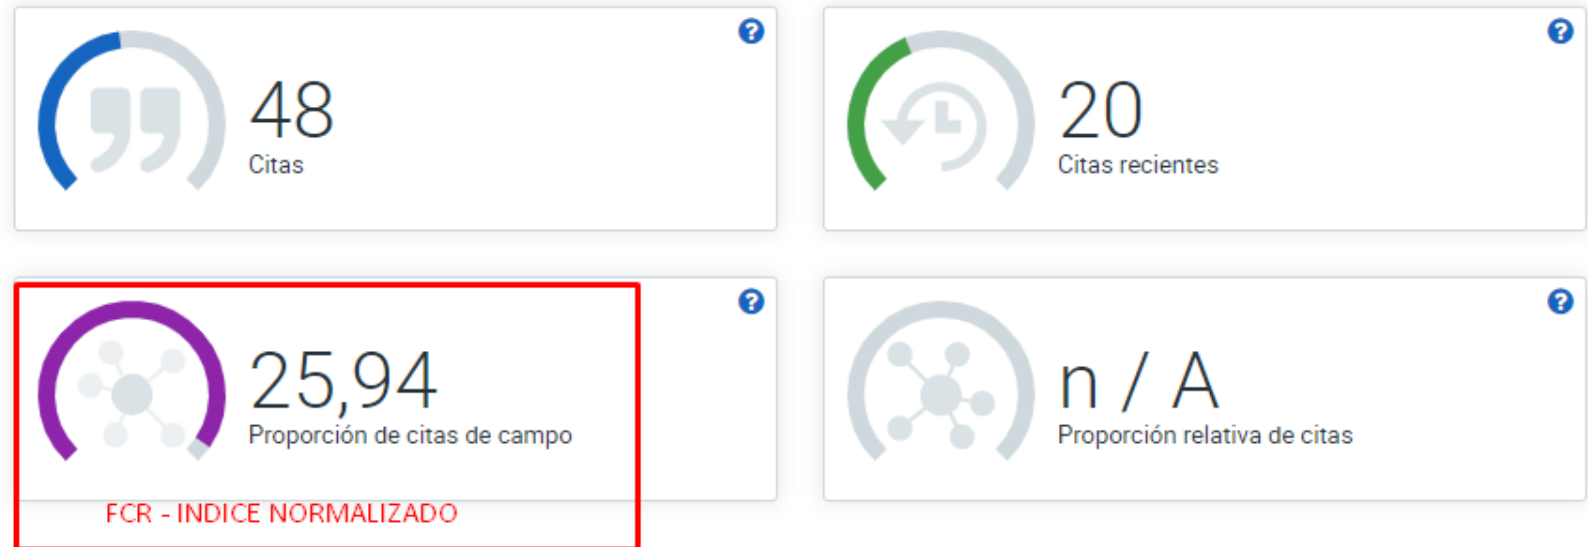 48
Citas
20
Citas recientes
25,94
Proporción de citas de campo
FCR - INDICE NORMALIZADO
n / A
Proporción relativa de citas